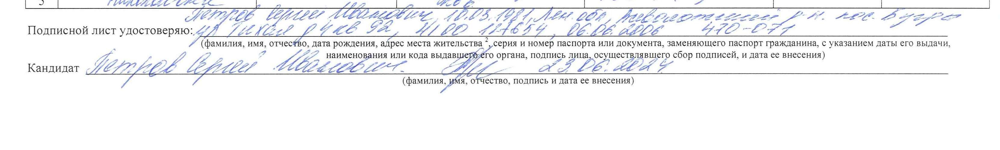 5
Петров Сергей Иванович, 10.03.1981, Лен. обл, Всеволожский р-н. пос. Бугры
Подписной лист удостоверяю: ул Тихая д 4 кв 92, 4100 127654, 06.06.2006 470-071
(фамилия, имя, отчество, дата рождения, адрес места жительства 2, серия и номер паспорта или документа, заменяющего паспорт гражданина, с указанием даты его выдачи,
наименования или кода выдавшего его органа, подпись лица, осуществлявшего сбор подписей, и дата ее внесения)
Кандидат Петров Сергей Иванович. 23.06.2024.
(фамилия, имя, отчество, подпись и дата ее внесения)